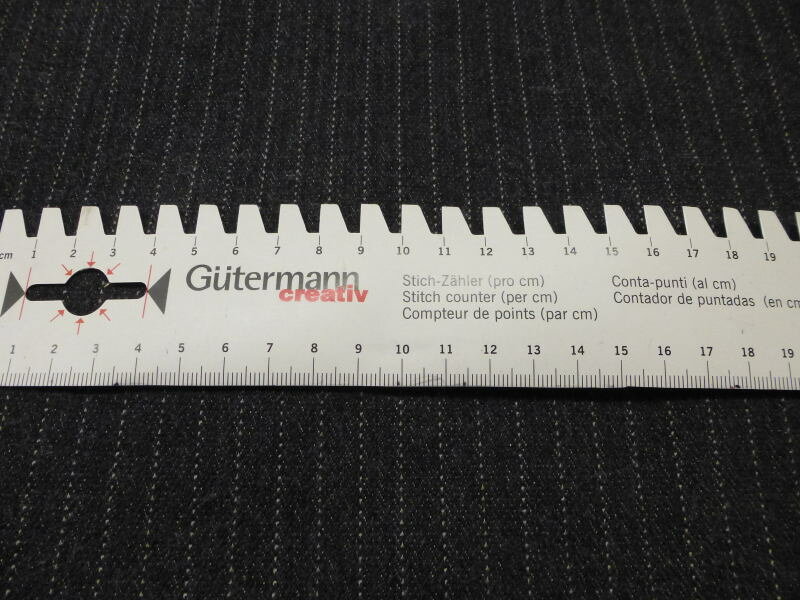 cm 1 2 3 4 5 6 7 8 9 10 11 12 13 14 15 16 17 18 19
Gütermann
creativ
Stich-Zähler (pro cm)
Stitch counter (per cm)
Compteur de points (par cm)
Conta-punti (al cm)
Contador de puntadas (en cm
1 2 3 4 5 6 7 8 9 10 11 12 13 14 15 16 17 18 19